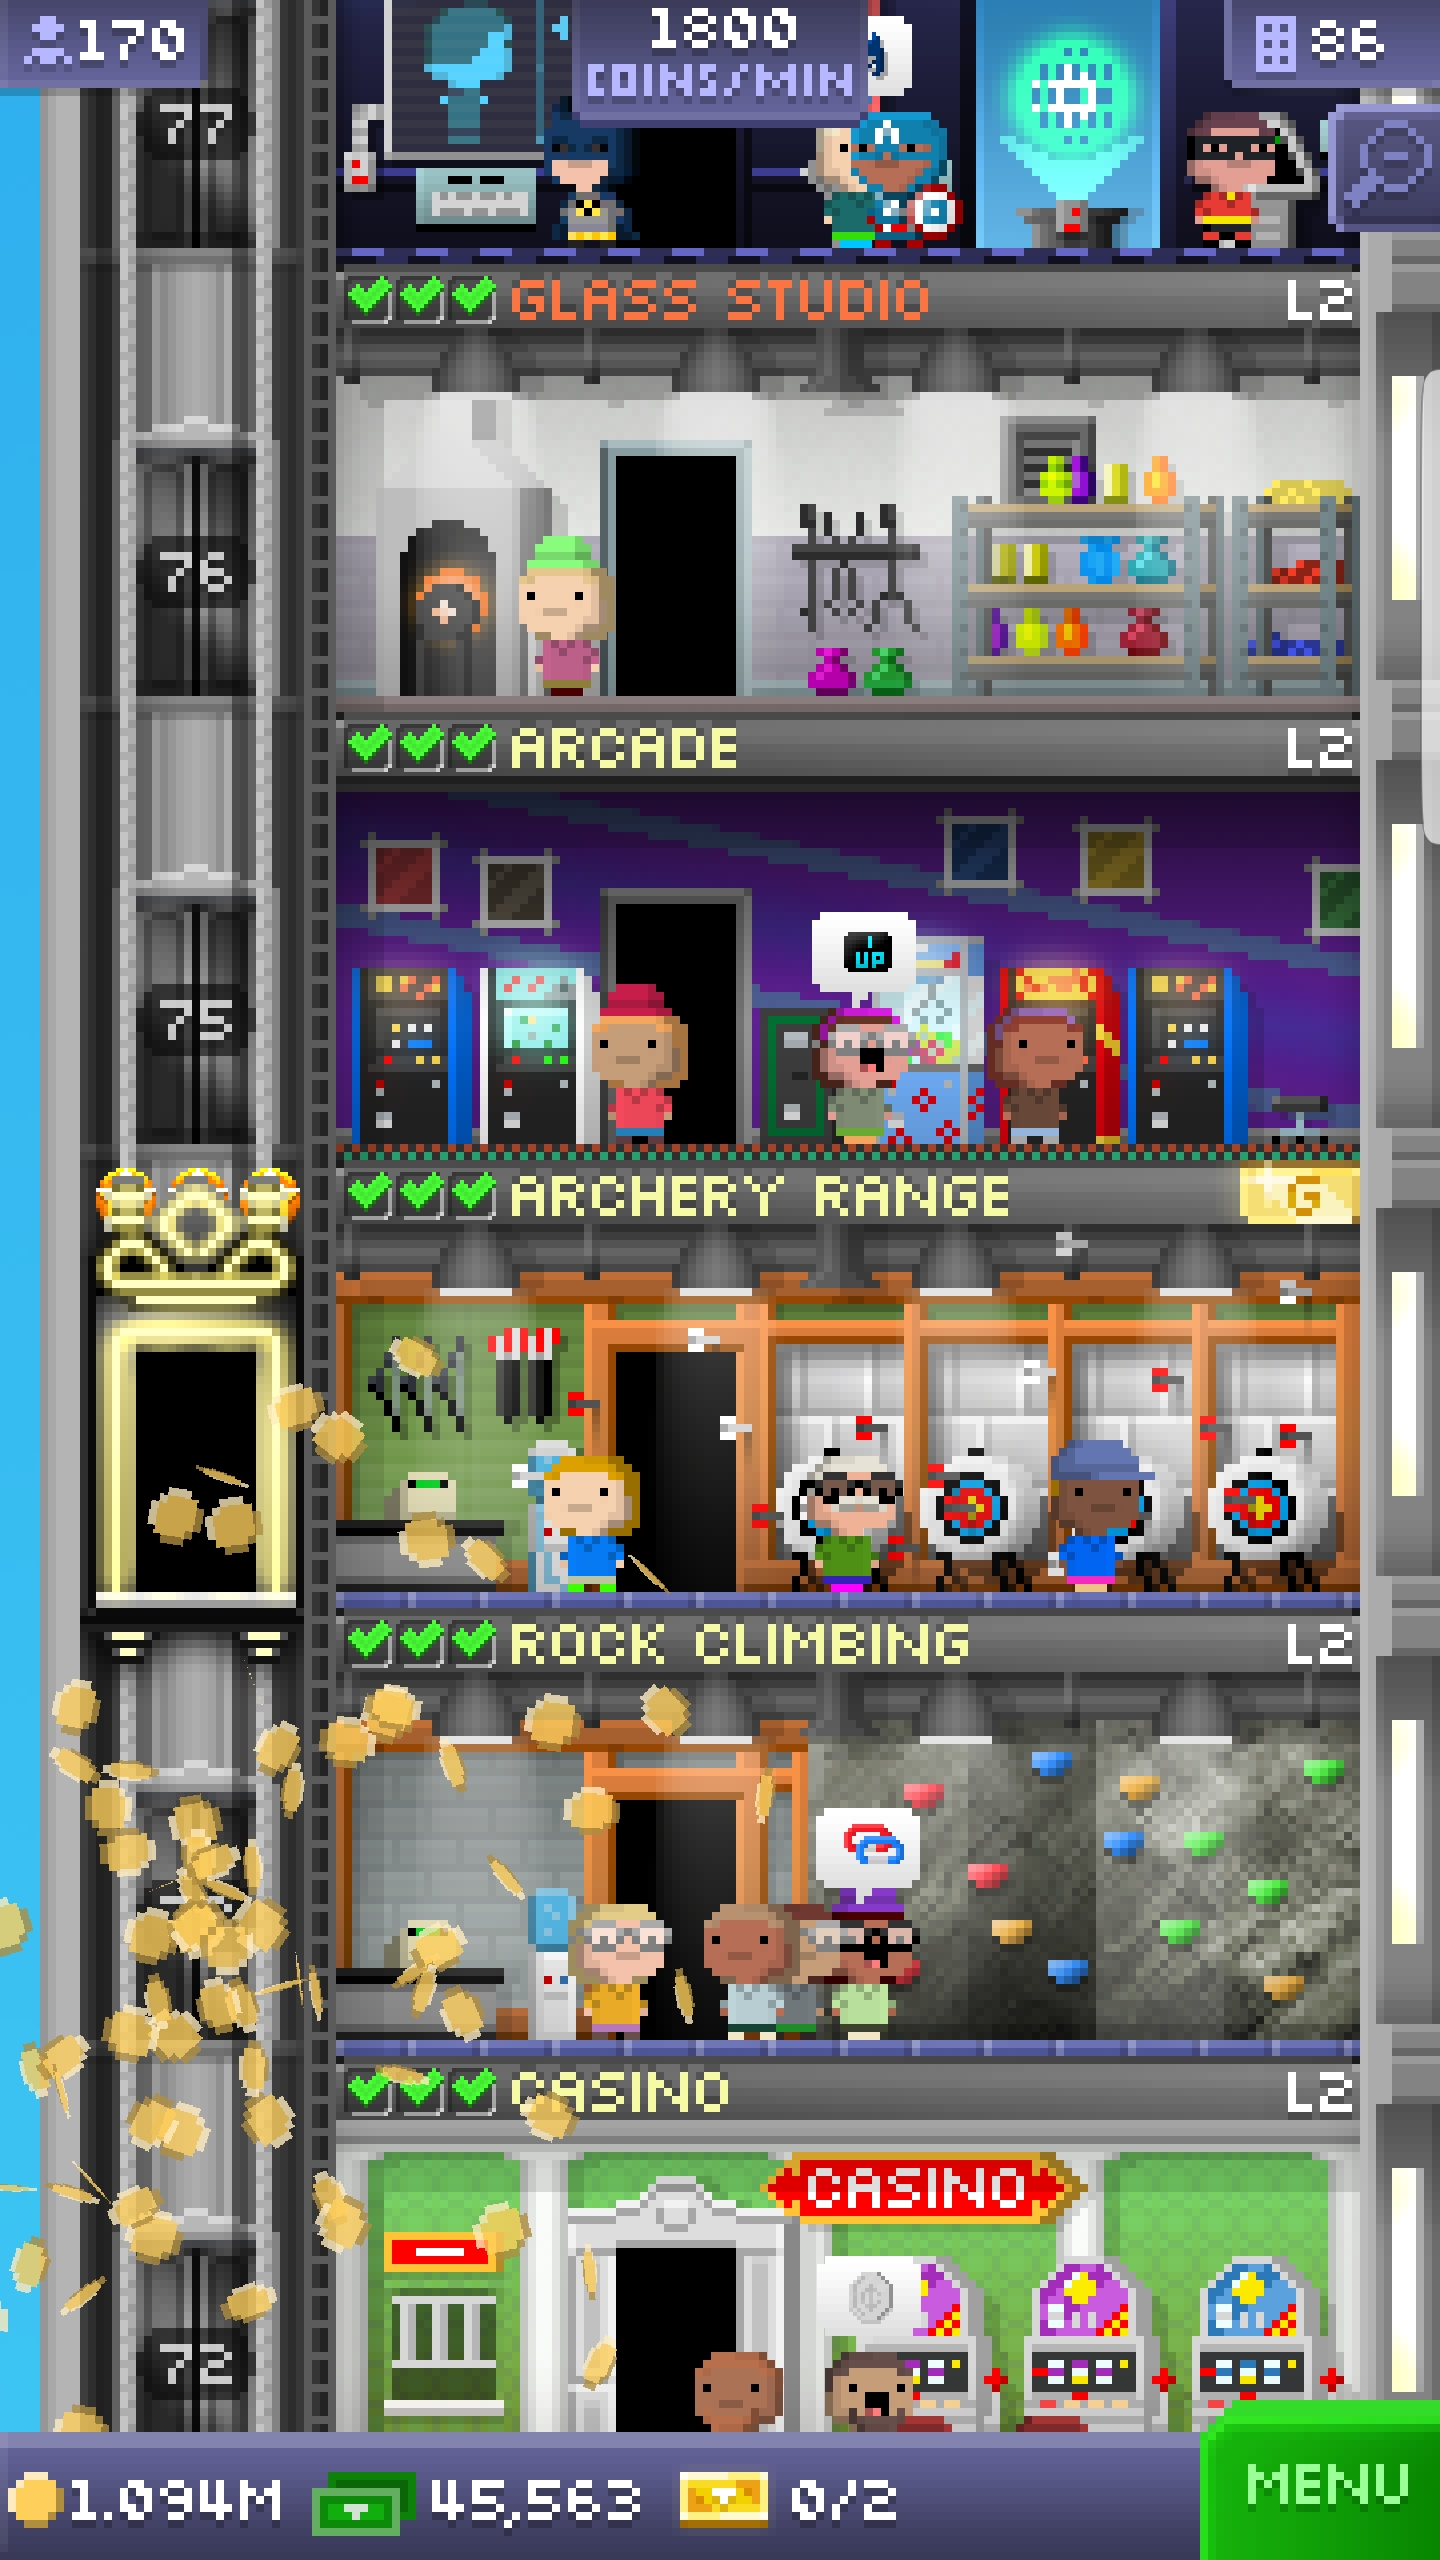 170
1800
COINS/MIN
86
77
GLASS STUDIO L2
76
ARCADE L2
75
1
UP
ARCHERY RANGE G
ROCK CLIMBING L2
CASINO L2
CASINO
72
1.094M 45,563 0/2 MENU